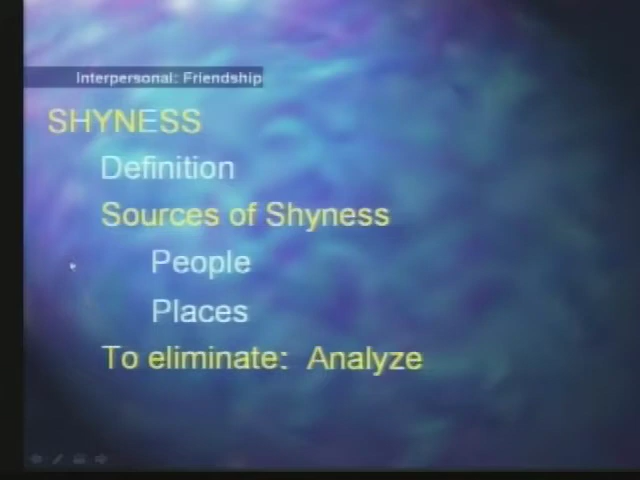 Interpersonal: Friendship
SHYNESS
Definition
Sources of Shyness
People
Places
To eliminate: Analyze